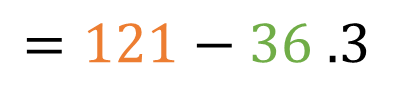 = 121 − 36 .3